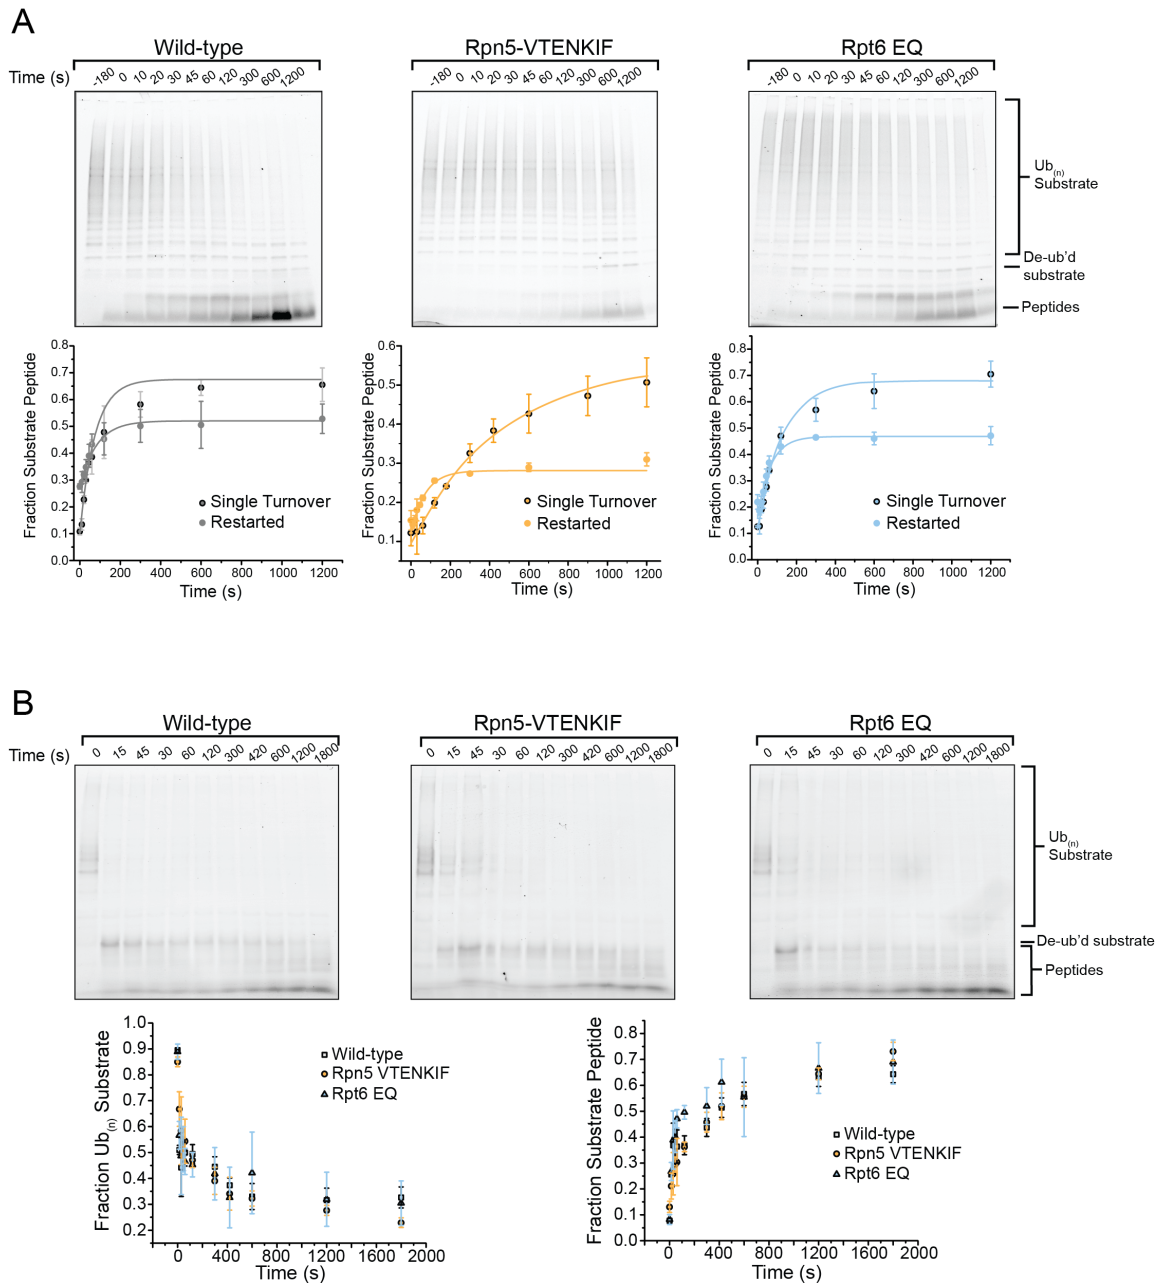 A
Wild-type
Rpn5-VTENKIF
Rpt6 EQ
Time (s)
-180 0 10 20 30 45 60 120 300 600 1200
-180 0 10 20 30 45 60 120 300 600 1200
-180 0 10 20 30 45 60 120 300 600 1200
Ub(n)
Substrate
De-ub'd
substrate
Peptides
Fraction Substrate Peptide
0.8
0.7
0.6
0.5
0.4
0.3
0.2
0.1
0.0
0 200 400 600 800 1000 1200
Time (s)
Single Turnover
Restarted
Fraction Substrate Peptide
0.6
0.5
0.4
0.3
0.2
0.1
0 200 400 600 800 1000 1200
Time (s)
Single Turnover
Restarted
Fraction Substrate Peptide
0.8
0.7
0.6
0.5
0.4
0.3
0.2
0.1
0.0
0 200 400 600 800 1000 1200
Time (s)
Single Turnover
Restarted
B
Wild-type
Rpn5-VTENKIF
Rpt6 EQ
Time (s)
0 15 45 30 60 120 300 420 600 1200 1800
0 15 45 30 60 120 300 420 600 1200 1800
0 15 45 30 60 120 300 420 600 1200 1800
Ub(n)
Substrate
De-ub'd substrate
Peptides
Fraction Ub(n) Substrate
1.0
0.9
0.8
0.7
0.6
0.5
0.4
0.3
0.2
0 400 800 1200 1600 2000
Time (s)
Wild-type
Rpn5 VTENKIF
Rpt6 EQ
Fraction Substrate Peptide
0.8
0.7
0.6
0.5
0.4
0.3
0.2
0.1
0.0
0 400 800 1200 1600 2000
Time (s)
Wild-type
Rpn5 VTENKIF
Rpt6 EQ